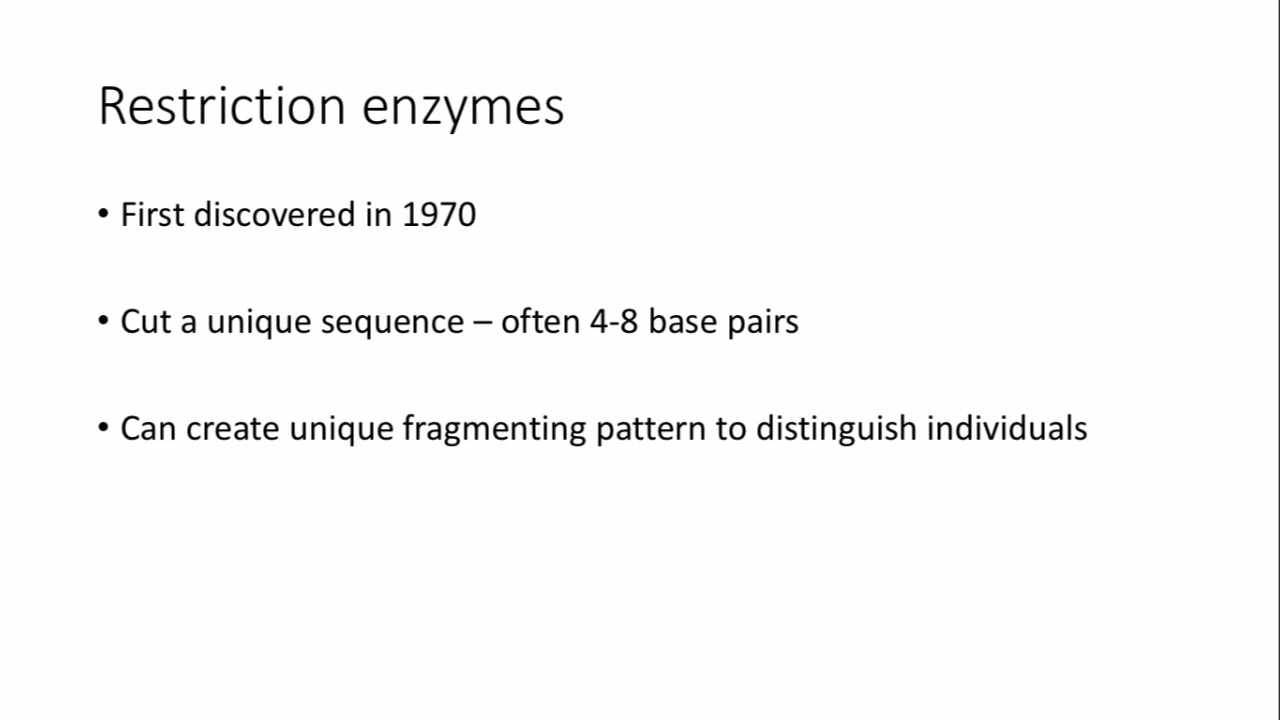 Restriction enzymes
• First discovered in 1970
• Cut a unique sequence – often 4-8 base pairs
• Can create unique fragmenting pattern to distinguish individuals